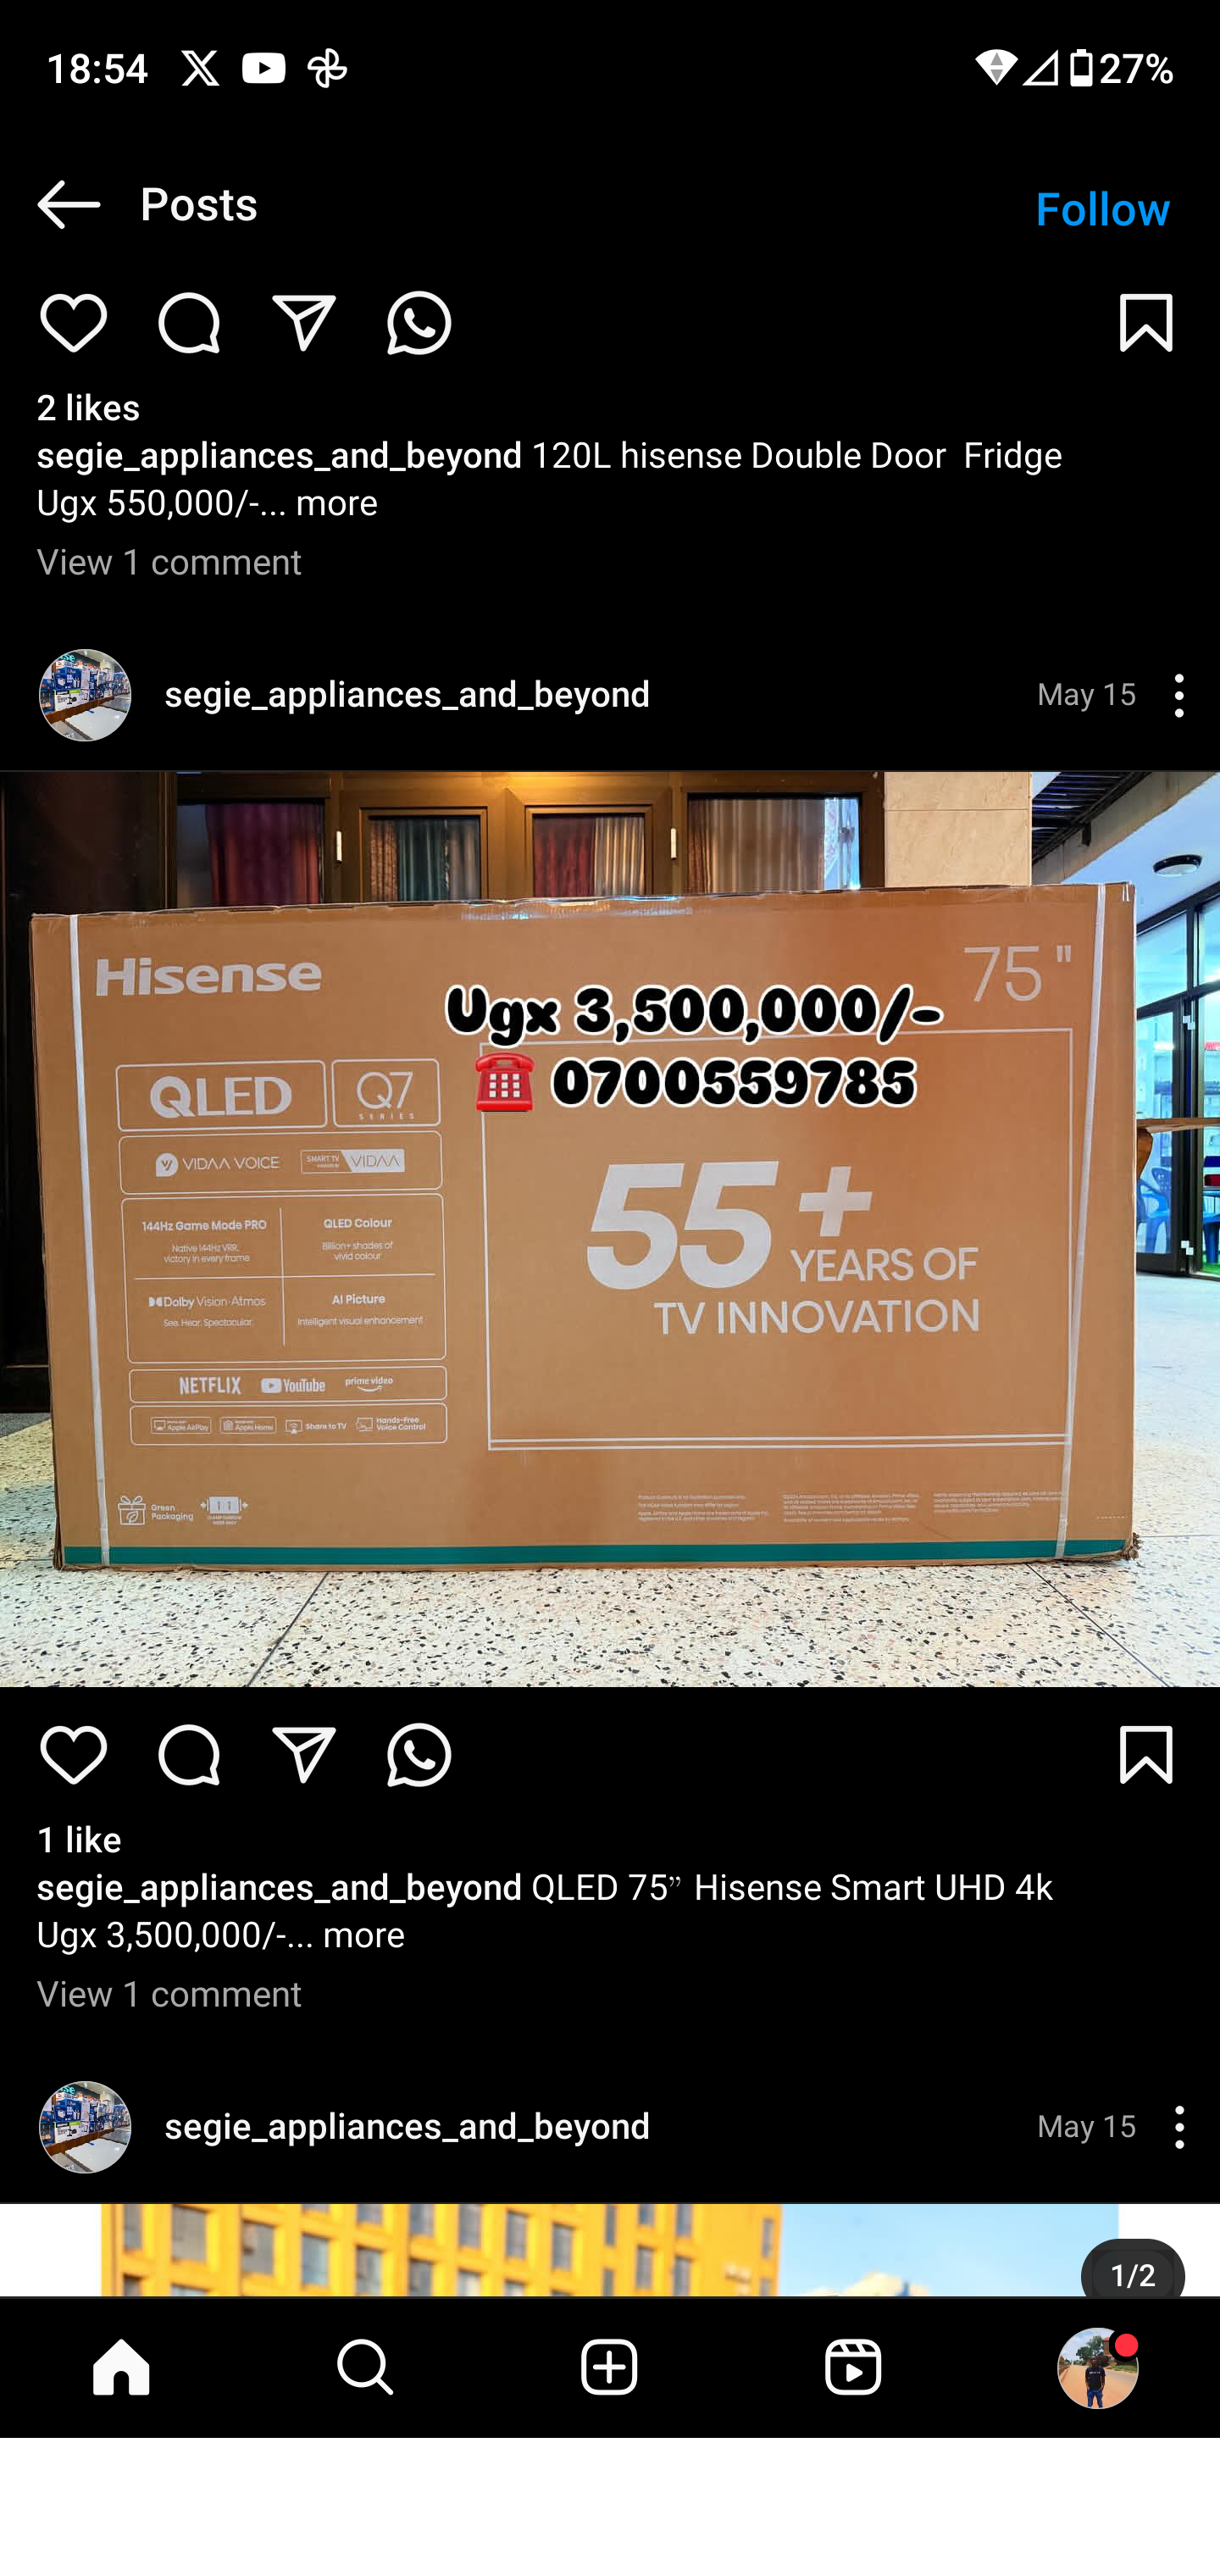 18:54
27%
Posts
Follow
2 likes
segie_appliances_and_beyond 120L hisense Double Door Fridge
Ugx 550,000/-... more
View 1 comment
segie_appliances_and_beyond
May 15
Hisense
75"
Ugx 3,500,000/-
☎️ 0700559785
QLED
Q7
SERIES
VIDAA VOICE
SMART TV
VIDAA
144Hz Game Mode PRO
Native 144Hz VRR,
victory in every frame
QLED Colour
Billion+ shades of
vivid colour
Dolby Vision·Atmos
See. Hear. Spectacular.
AI Picture
Intelligent visual enhancement
NETFLIX
YouTube
prime video
Apple AirPlay
Apple Home
Share to TV
Hands-Free
Voice Control
55+
YEARS OF
TV INNOVATION
Green
Packaging
1 like
segie_appliances_and_beyond QLED 75” Hisense Smart UHD 4k
Ugx 3,500,000/-... more
View 1 comment
segie_appliances_and_beyond
May 15
1/2